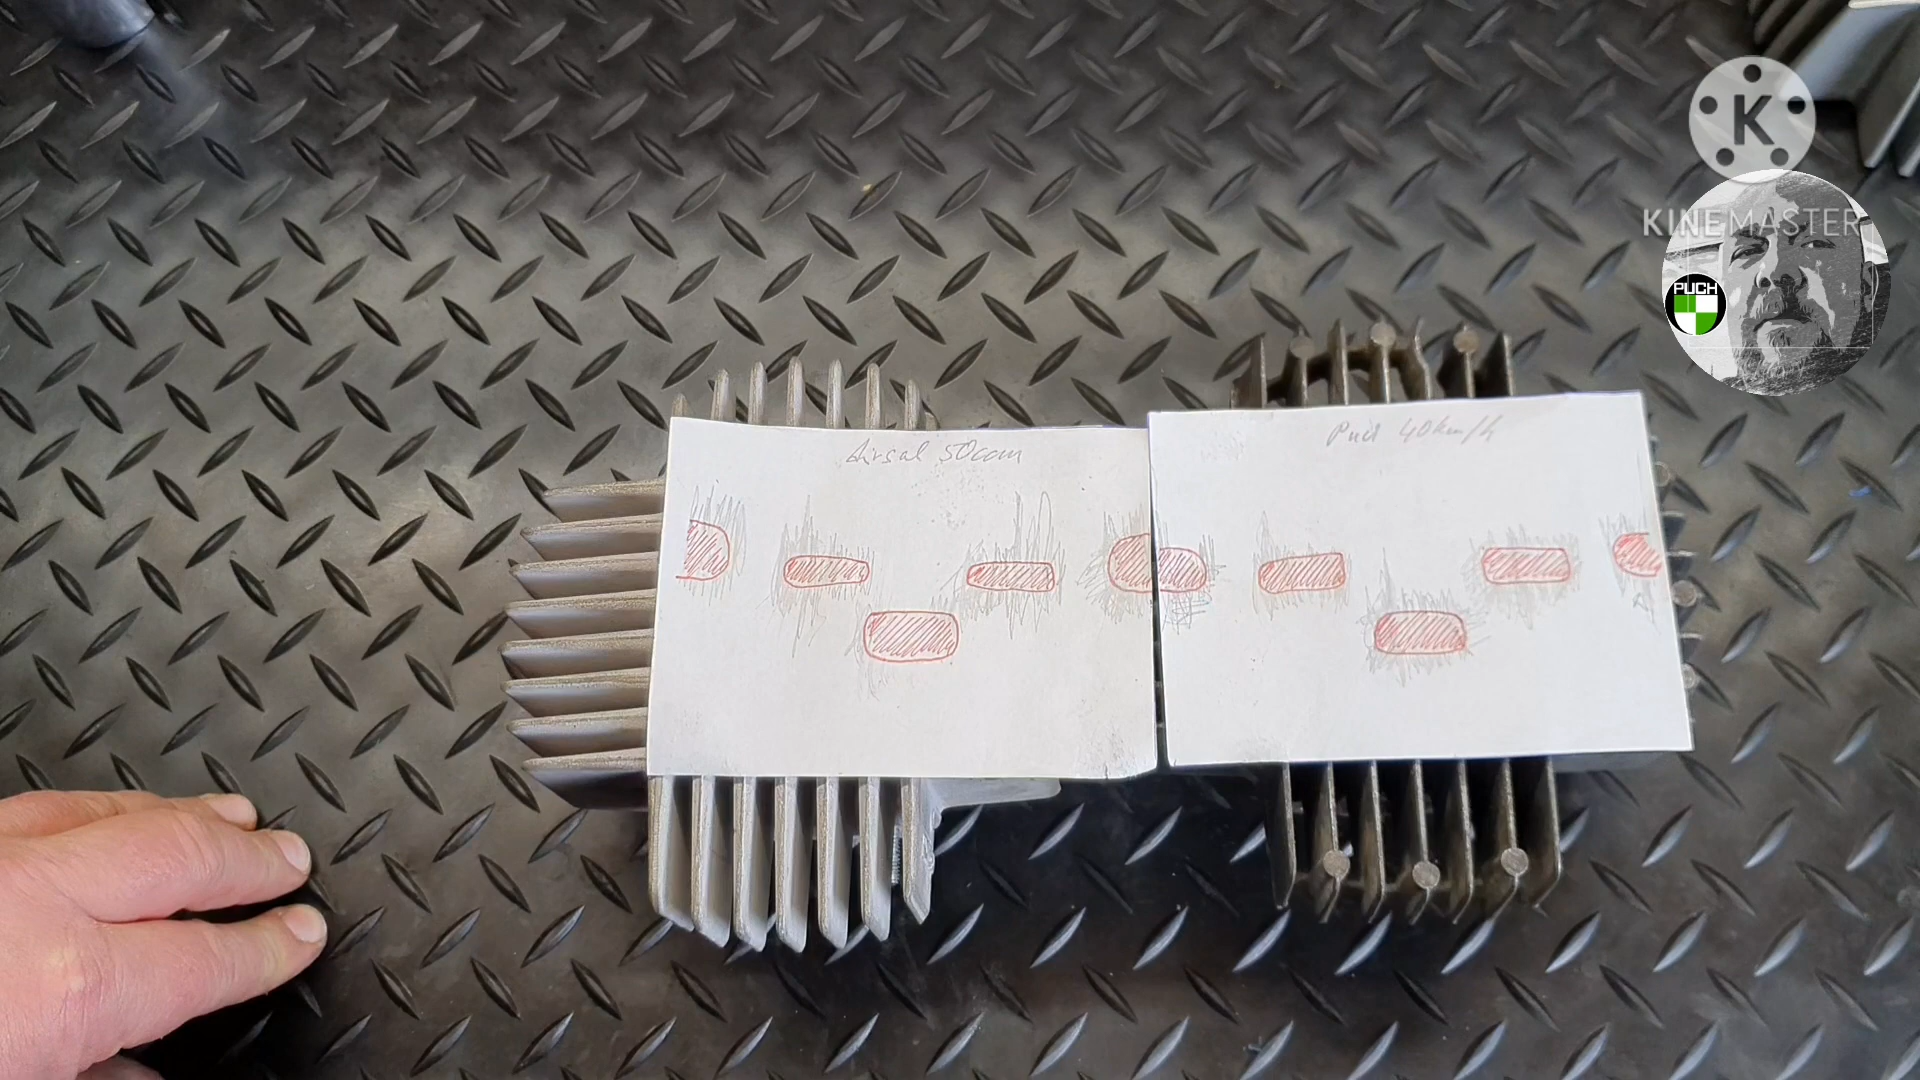 K
KINEMASTER
PUCH
Airsal 50ccm
Puch 40km/h